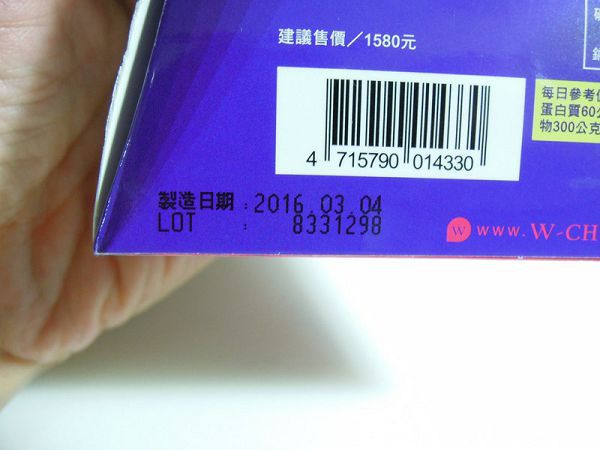 建議售價／1580元
4 715790 014330
每日參考值
蛋白質60公
物300公克
製造日期：2016.03.04
LOT : 8331298
W www.W-CH